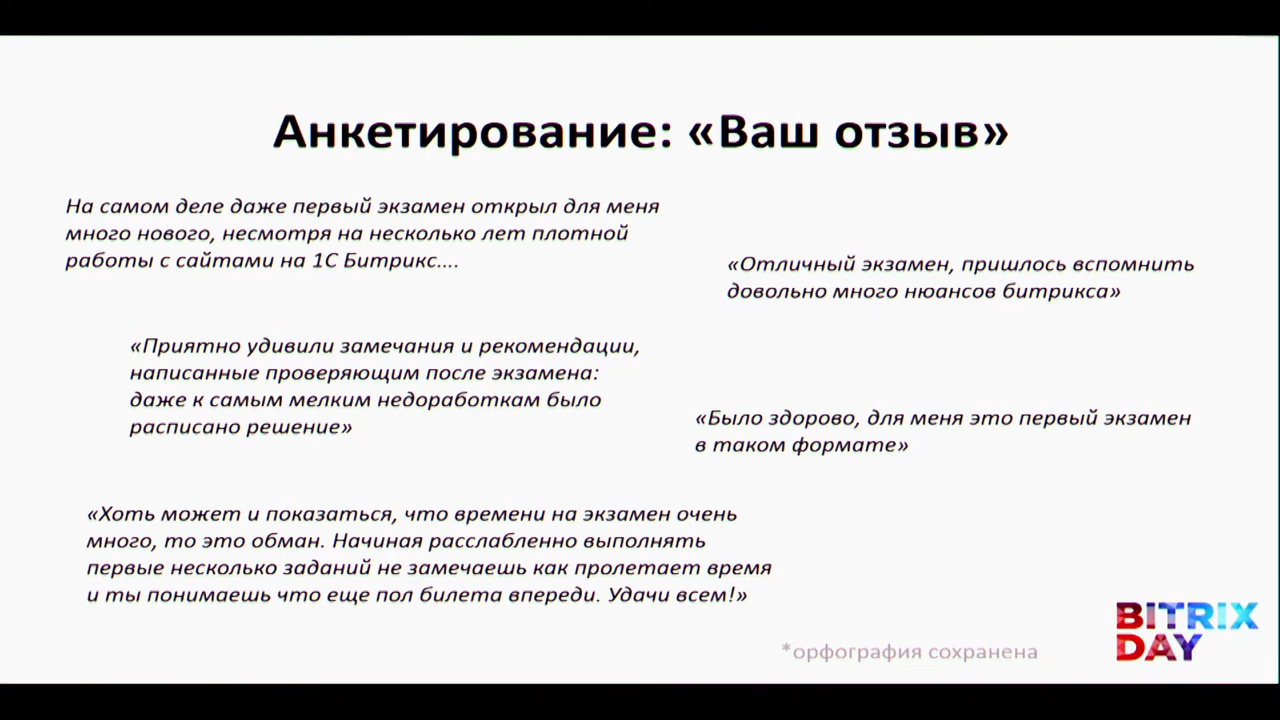 Анкетирование: «Ваш отзыв»
На самом деле даже первый экзамен открыл для меня
много нового, несмотря на несколько лет плотной
работы с сайтами на 1С Битрикс....
«Отличный экзамен, пришлось вспомнить
довольно много нюансов битрикса»
«Приятно удивили замечания и рекомендации,
написанные проверяющим после экзамена:
даже к самым мелким недоработкам было
расписано решение»
«Было здорово, для меня это первый экзамен
в таком формате»
«Хоть может и показаться, что времени на экзамен очень
много, то это обман. Начиная расслабленно выполнять
первые несколько заданий не замечаешь как пролетает время
и ты понимаешь что еще пол билета впереди. Удачи всем!»
*орфография сохранена
BITRIX
DAY